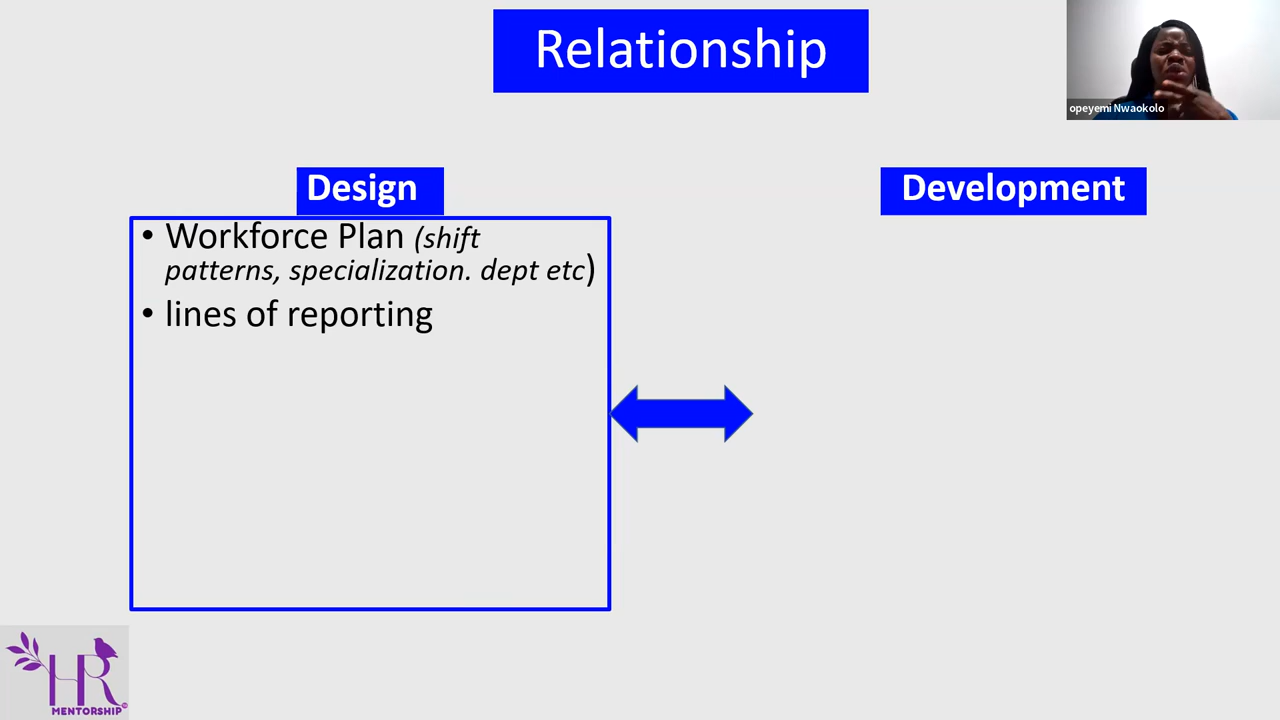 Relationship
opeyemi Nwaokolo
Design
Development
• Workforce Plan (shift
patterns, specialization. dept etc)
• lines of reporting
HR
MENTORSHIP